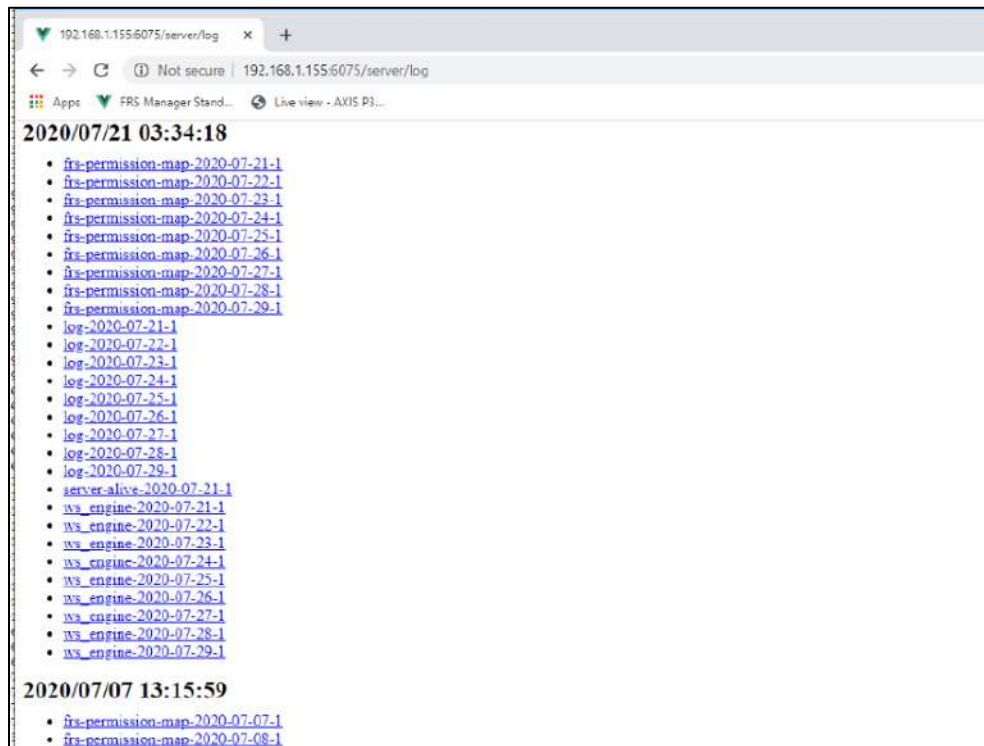 192.168.1.155:6075/server/log
Not secure | 192.168.1.155:6075/server/log
Apps FRS Manager Stand... Live view - AXIS P3...
2020/07/21 03:34:18
frs-permission-map-2020-07-21-1
frs-permission-map-2020-07-22-1
frs-permission-map-2020-07-23-1
frs-permission-map-2020-07-24-1
frs-permission-map-2020-07-25-1
frs-permission-map-2020-07-26-1
frs-permission-map-2020-07-27-1
frs-permission-map-2020-07-28-1
frs-permission-map-2020-07-29-1
log-2020-07-21-1
log-2020-07-22-1
log-2020-07-23-1
log-2020-07-24-1
log-2020-07-25-1
log-2020-07-26-1
log-2020-07-27-1
log-2020-07-28-1
log-2020-07-29-1
server-alive-2020-07-21-1
ws_engine-2020-07-21-1
ws_engine-2020-07-22-1
ws_engine-2020-07-23-1
ws_engine-2020-07-24-1
ws_engine-2020-07-25-1
ws_engine-2020-07-26-1
ws_engine-2020-07-27-1
ws_engine-2020-07-28-1
ws_engine-2020-07-29-1
2020/07/07 13:15:59
frs-permission-map-2020-07-07-1
frs-permission-map-2020-07-08-1